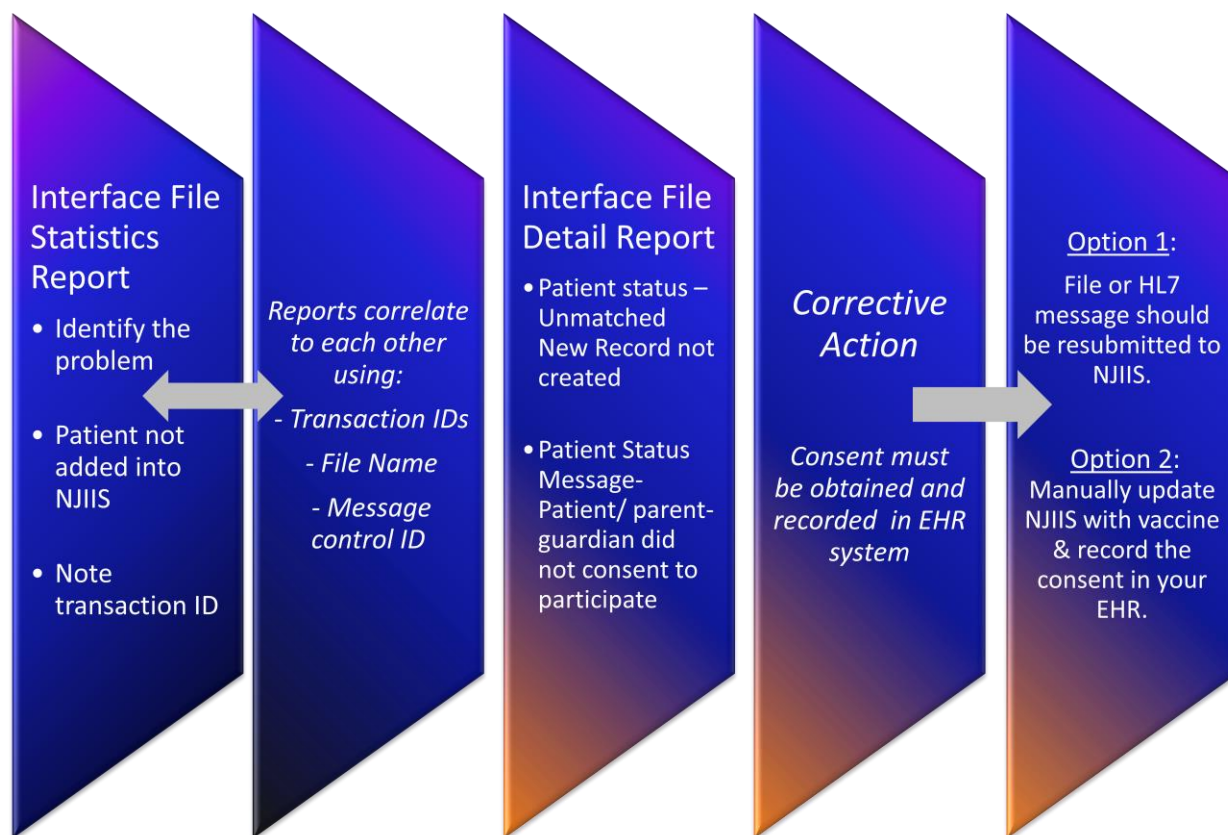 Interface File
Statistics
Report
• Identify the
problem
• Patient not
added into
NJIIS
• Note
transaction ID
Reports correlate
to each other
using:
- Transaction IDs
- File Name
- Message
control ID
Interface File
Detail Report
• Patient status –
Unmatched
New Record not
created
• Patient Status
Message-
Patient/ parent-
guardian did
not consent to
participate
Corrective
Action
Consent must
be obtained and
recorded in EHR
system
Option 1:
File or HL7
message should
be resubmitted to
NJIIS.
Option 2:
Manually update
NJIIS with vaccine
& record the
consent in your
EHR.